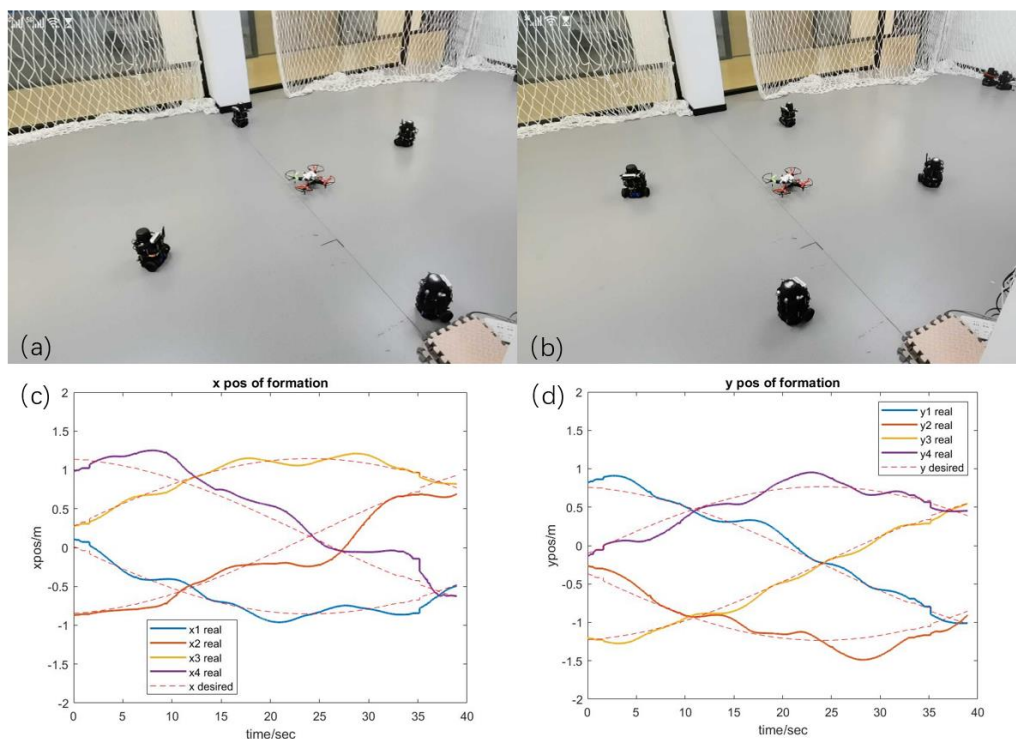 (a)
(b)
(c)
x pos of formation
2
1.5
1
0.5
0
-0.5
-1
-1.5
-2
xpos/m
x1 real
x2 real
x3 real
x4 real
x desired
0 5 10 15 20 25 30 35 40
time/sec
(d)
y pos of formation
2
1.5
1
0.5
0
-0.5
-1
-1.5
-2
ypos/m
y1 real
y2 real
y3 real
y4 real
y desired
0 5 10 15 20 25 30 35 40
time/sec